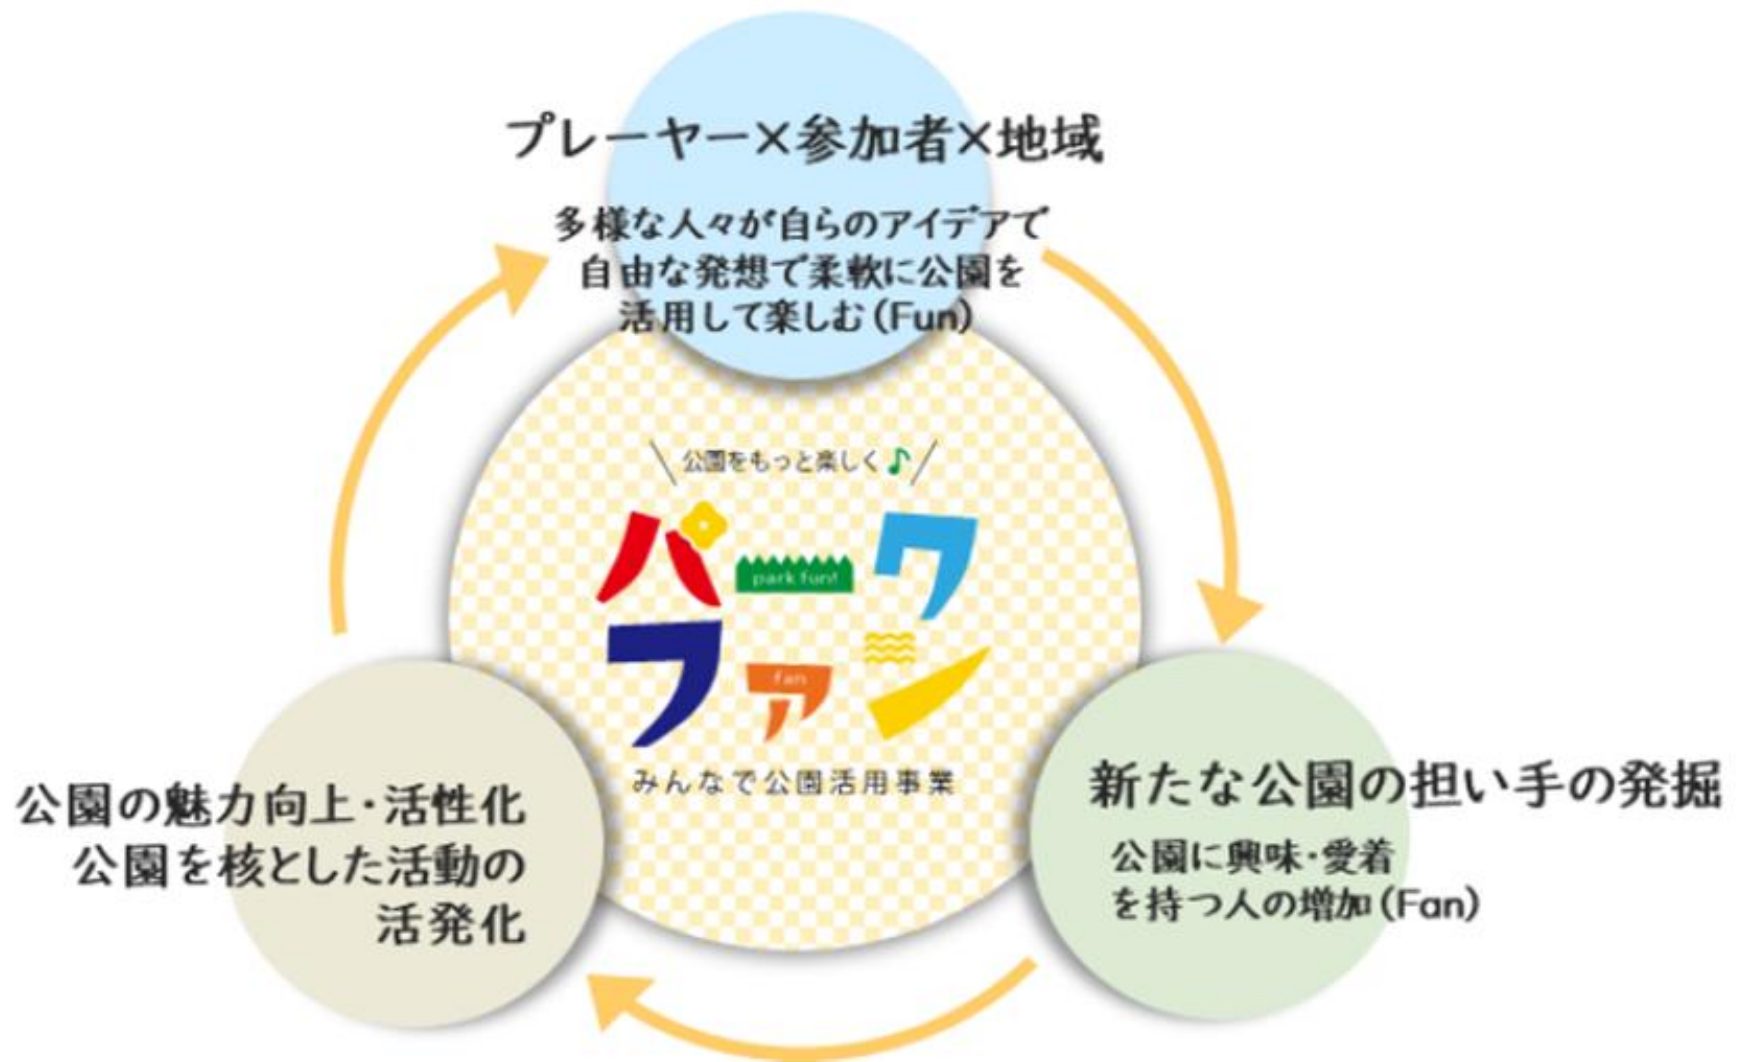 プレーヤー×参加者×地域
多様な人々が自らのアイデアで
自由な発想で柔軟に公園を
活用して楽しむ（Fun）
公園をもっと楽しく♪
パーク
park fun!
ファン
fan
みんなで公園活用事業
新たな公園の担い手の発掘
公園に興味・愛着
を持つ人の増加（Fan）
公園の魅力向上・活性化
公園を核とした活動の
活発化